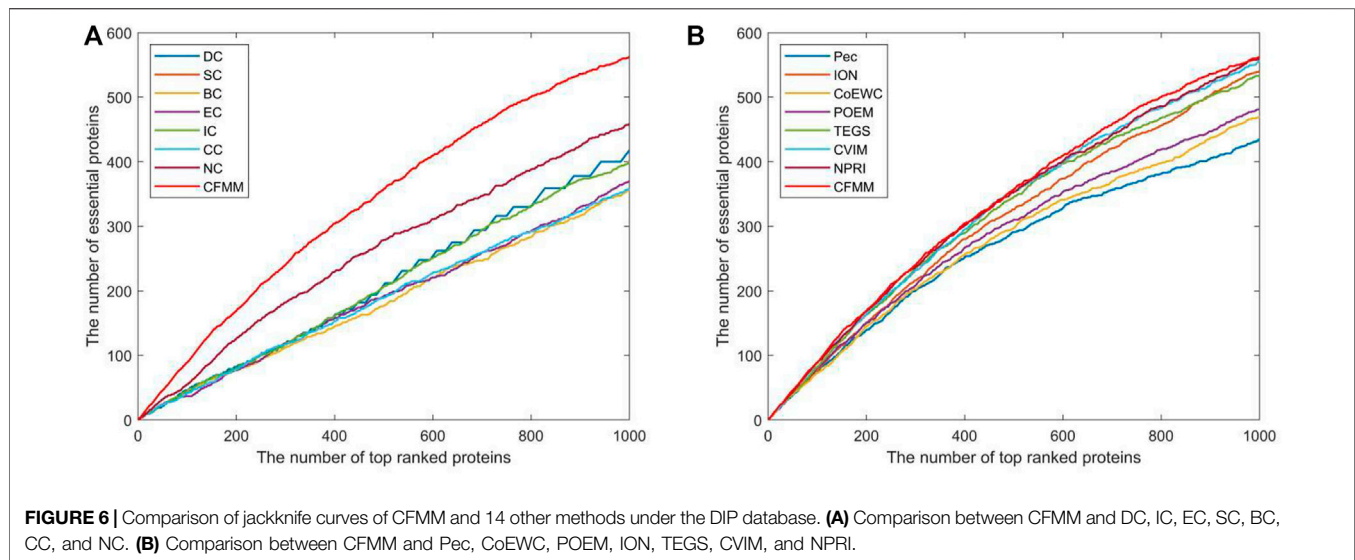 A
600
500
400
300
200
100
0
0 200 400 600 800 1000
The number of essential proteins
The number of top ranked proteins
DC
SC
BC
EC
IC
CC
NC
CFMM
B
600
500
400
300
200
100
0
0 200 400 600 800 1000
The number of essential proteins
The number of top ranked proteins
Pec
ION
CoEWC
POEM
TEGS
CVIM
NPRI
CFMM
FIGURE 6 | Comparison of jackknife curves of CFMM and 14 other methods under the DIP database. (A) Comparison between CFMM and DC, IC, EC, SC, BC,
CC, and NC. (B) Comparison between CFMM and Pec, CoEWC, POEM, ION, TEGS, CVIM, and NPRI.